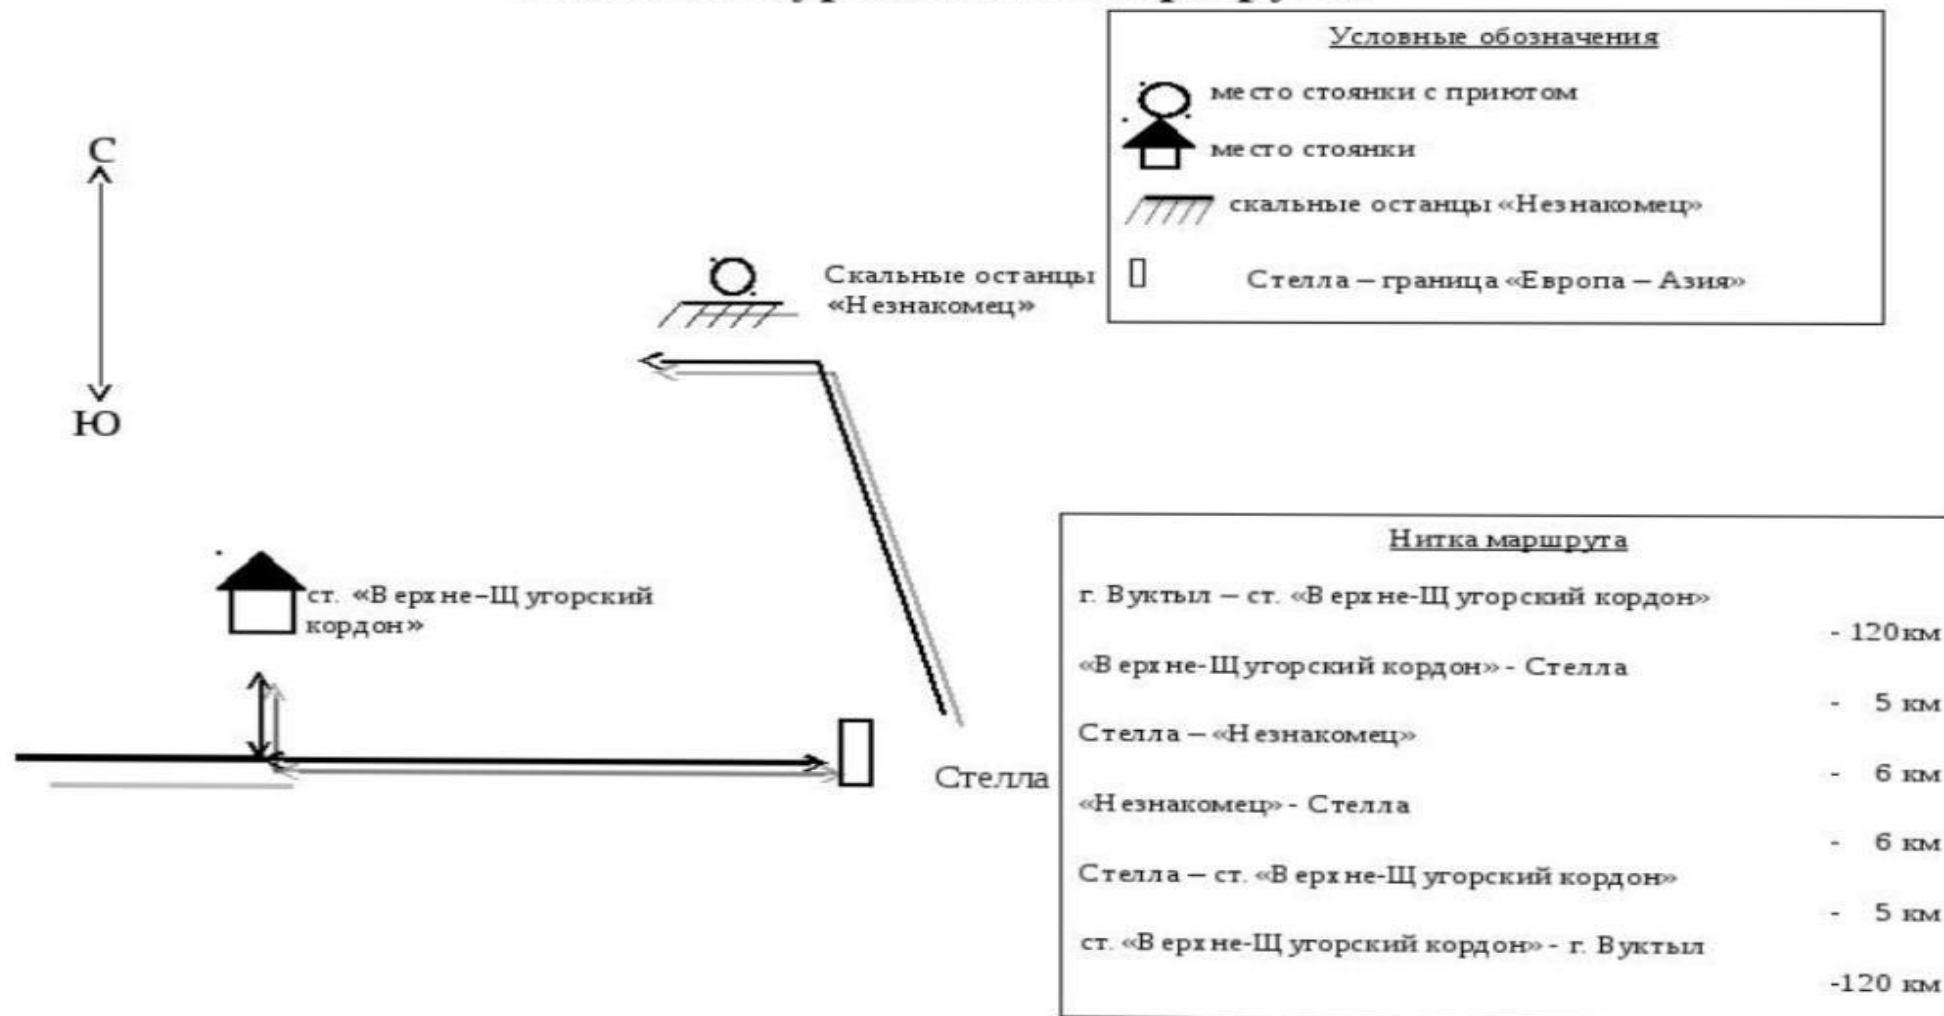 Условные обозначения
место стоянки с приютом
место стоянки
скальные останцы «Незнакомец»
Стелла – граница «Европа – Азия»
С
Ю
Скальные останцы
«Незнакомец»
ст. «Верхне–Щугорский
кордон»
Стелла
Нитка маршрута
г. Вуктыл – ст. «Верхне-Щугорский кордон»
- 120км
«Верхне-Щугорский кордон» - Стелла
- 5 км
Стелла – «Незнакомец»
- 6 км
«Незнакомец» - Стелла
- 6 км
Стелла – ст. «Верхне-Щугорский кордон»
- 5 км
ст. «Верхне-Щугорский кордон» - г. Вуктыл
-120 км